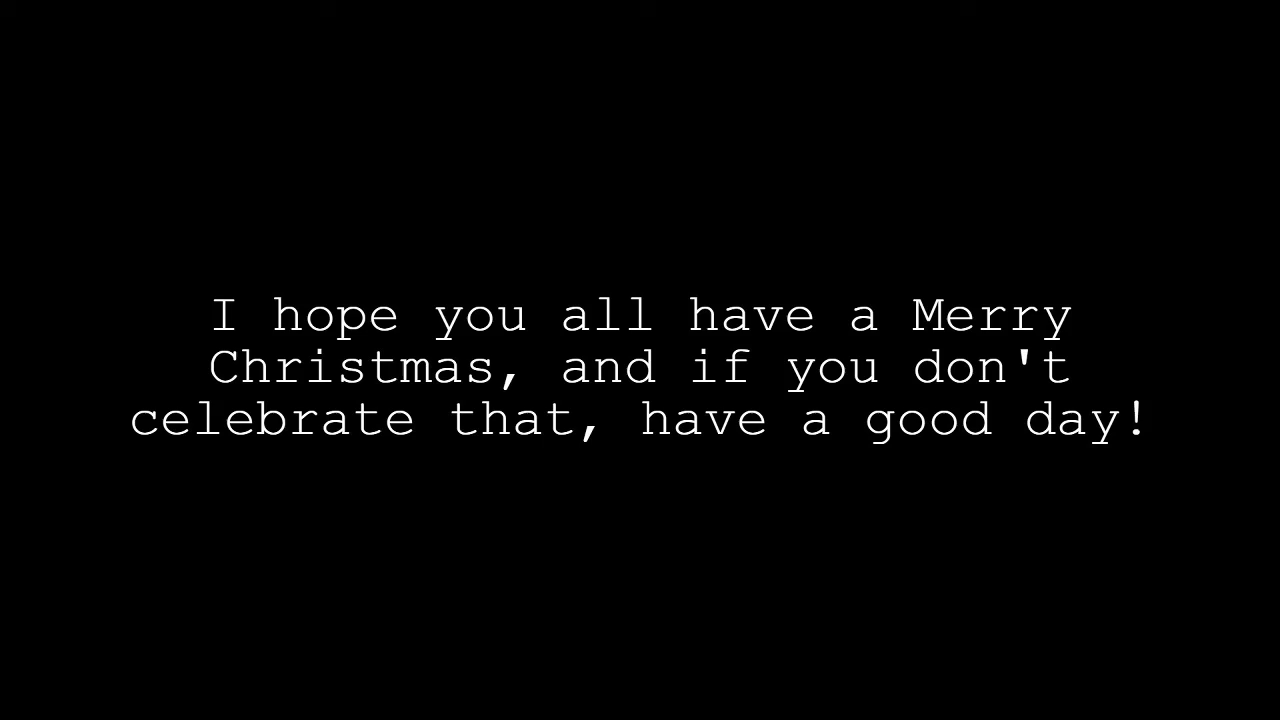 I hope you all have a Merry
Christmas, and if you don't
celebrate that, have a good day!